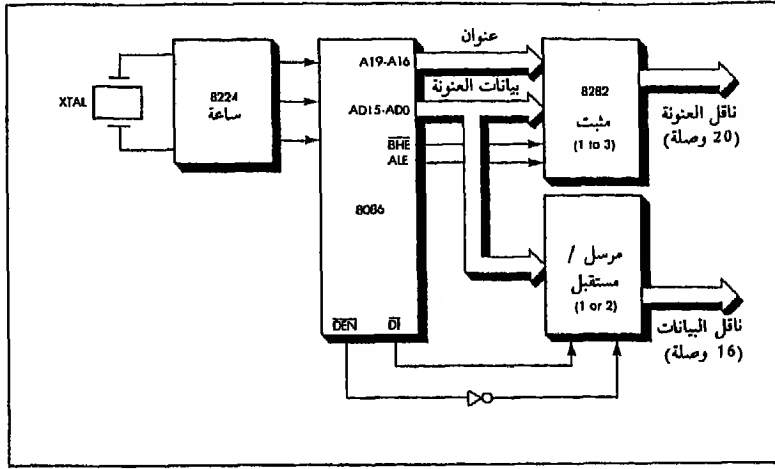 XTAL
8224
ساعة
A19-A16
AD15-AD0
BHE
ALE
8086
DEN
DT
عنوان
بيانات العنونة
8282
مثبت
(1 to 3)
مرسل /
مستقبل
(1 or 2)
ناقل العنونة
(20 وصلة)
ناقل البيانات
(16 وصلة)